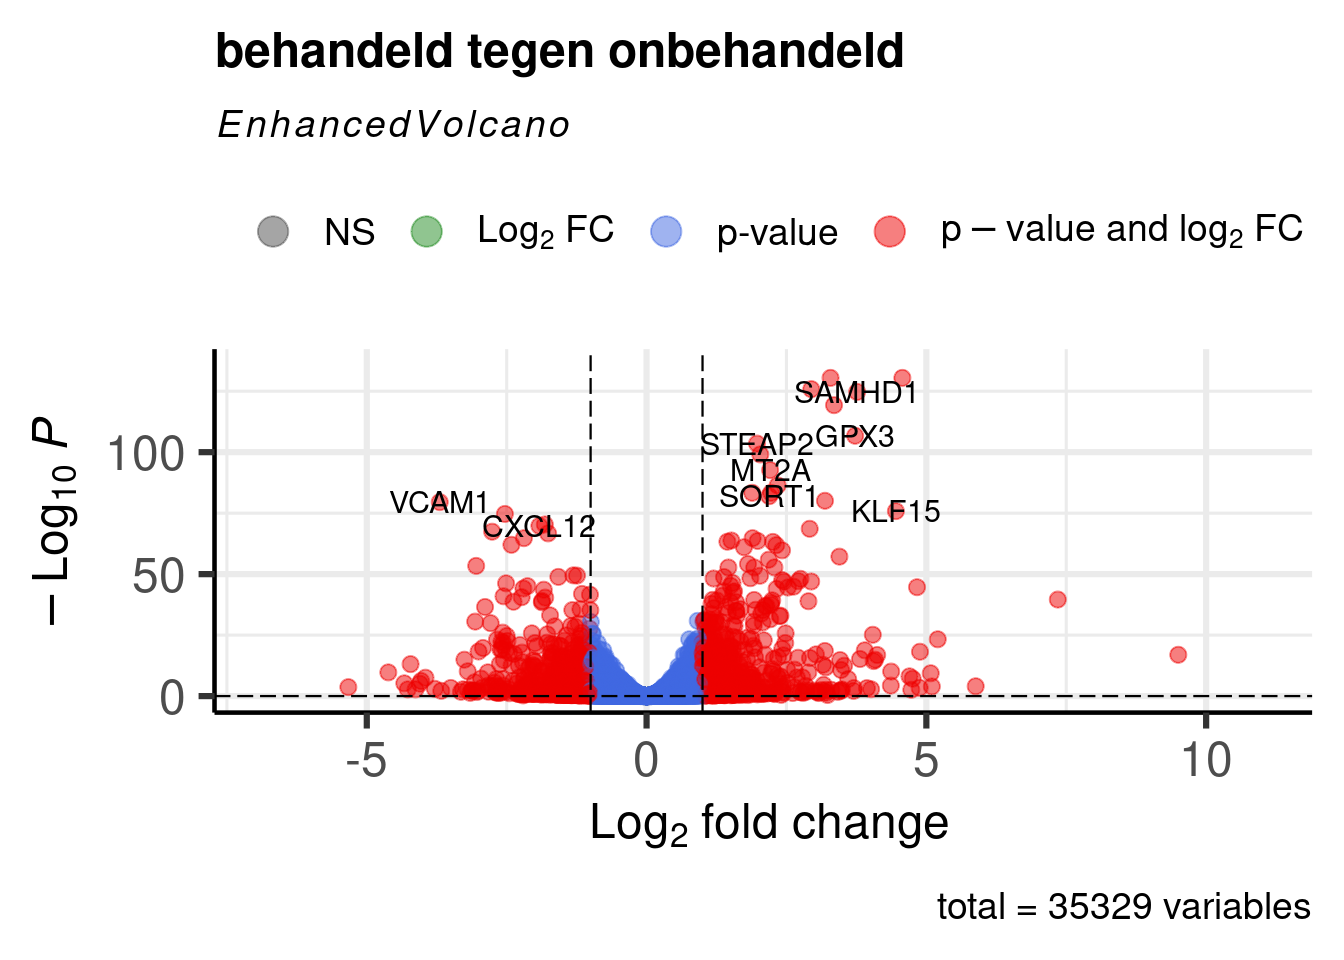 behandeld tegen onbehandeld
EnhancedVolcano
NS Log₂ FC p-value p − value and log₂ FC
SAMHD1
STEAP2 GPX3
MT2A
VCAM1 SORT1 KLF15
CXCL12
− Log₁₀ P
100
50
0
-5 0 5 10
Log₂ fold change
total = 35329 variables